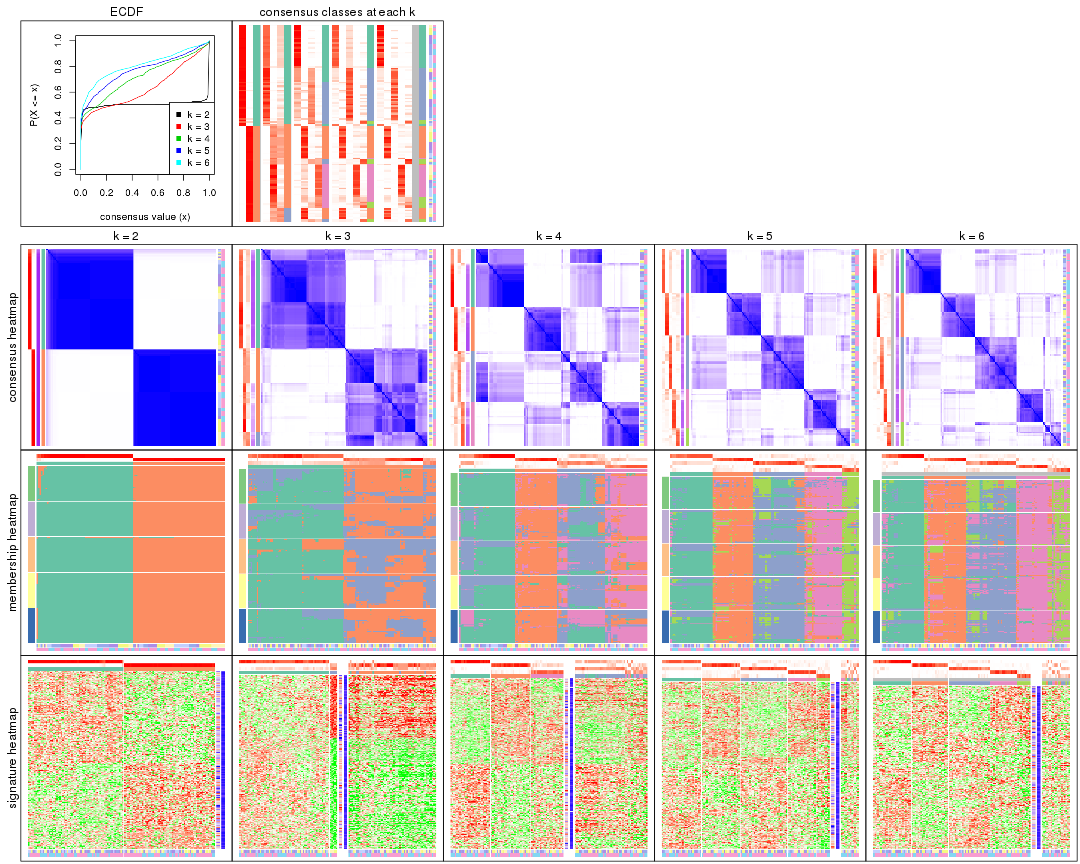 ECDF
consensus classes at each k
P(X <= x)
0.0
0.2
0.4
0.6
0.8
1.0
k = 2
k = 3
k = 4
k = 5
k = 6
0.0 0.2 0.4 0.6 0.8 1.0
consensus value (x)
k = 2
k = 3
k = 4
k = 5
k = 6
consensus heatmap
membership heatmap
signature heatmap